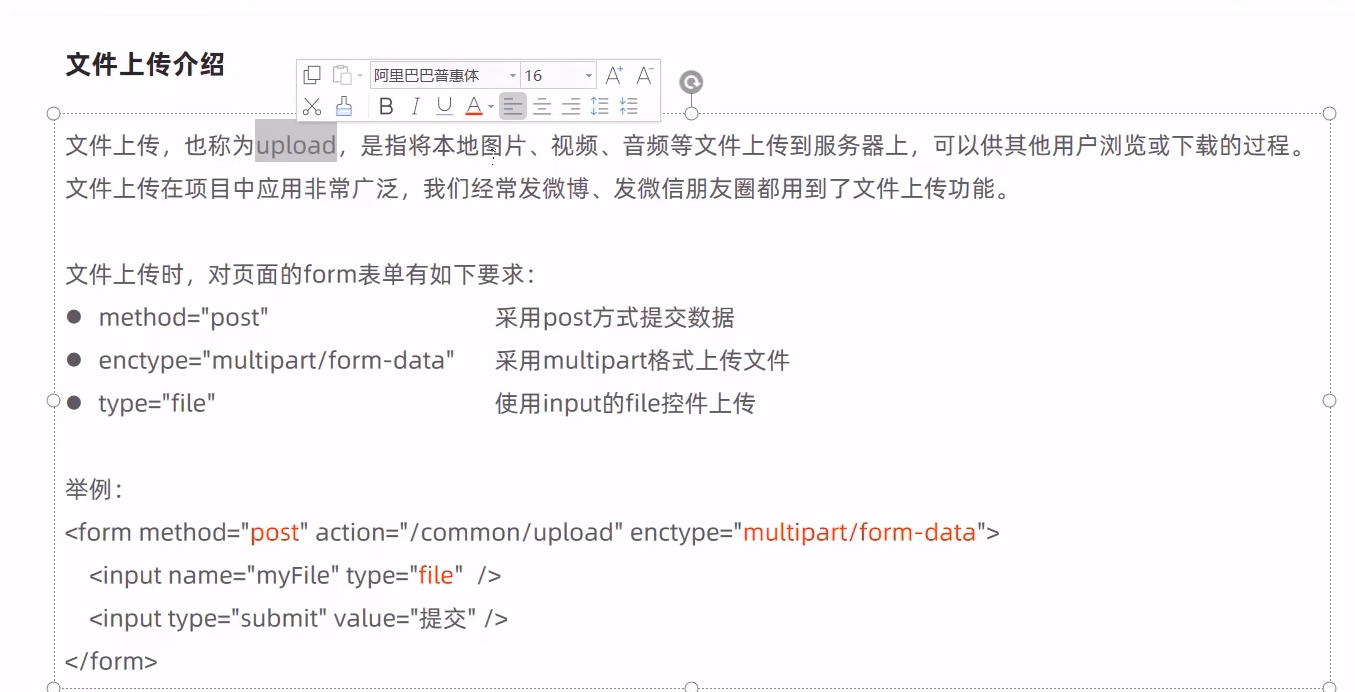 文件上传介绍
阿里巴巴普惠体 16
B I U A
文件上传，也称为upload，是指将本地图片、视频、音频等文件上传到服务器上，可以供其他用户浏览或下载的过程。
文件上传在项目中应用非常广泛，我们经常发微博、发微信朋友圈都用到了文件上传功能。
文件上传时，对页面的form表单有如下要求：
● method="post" 采用post方式提交数据
● enctype="multipart/form-data" 采用multipart格式上传文件
● type="file" 使用input的file控件上传
举例：
<form method="post" action="/common/upload" enctype="multipart/form-data">
<input name="myFile" type="file" />
<input type="submit" value="提交" />
</form>